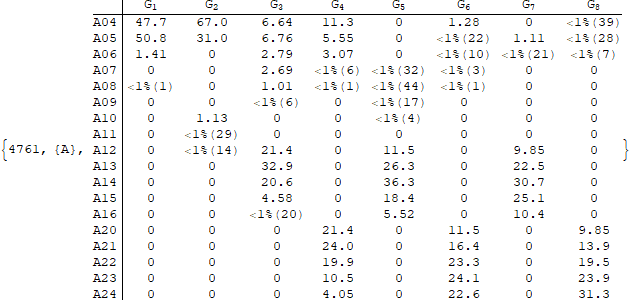 G1 G2 G3 G4 G5 G6 G7 G8
A04 47.7 67.0 6.64 11.3 0 1.28 0 <1%(39)
A05 50.8 31.0 6.76 5.55 0 <1%(22) 1.11 <1%(28)
A06 1.41 0 2.79 3.07 0 <1%(10) <1%(21) <1%(7)
A07 0 0 2.69 <1%(6) <1%(32) <1%(3) 0 0
A08 <1%(1) 0 1.01 <1%(1) <1%(44) <1%(1) 0 0
A09 0 0 <1%(6) 0 <1%(17) 0 0 0
A10 0 1.13 0 0 <1%(4) 0 0 0
A11 0 <1%(29) 0 0 0 0 0 0
{4761, {A}, A12 0 <1%(14) 21.4 0 11.5 0 9.85 0 }
A13 0 0 32.9 0 26.3 0 22.5 0
A14 0 0 20.6 0 36.3 0 30.7 0
A15 0 0 4.58 0 18.4 0 25.1 0
A16 0 0 <1%(20) 0 5.52 0 10.4 0
A20 0 0 0 21.4 0 11.5 0 9.85
A21 0 0 0 24.0 0 16.4 0 13.9
A22 0 0 0 19.9 0 23.3 0 19.5
A23 0 0 0 10.5 0 24.1 0 23.9
A24 0 0 0 4.05 0 22.6 0 31.3